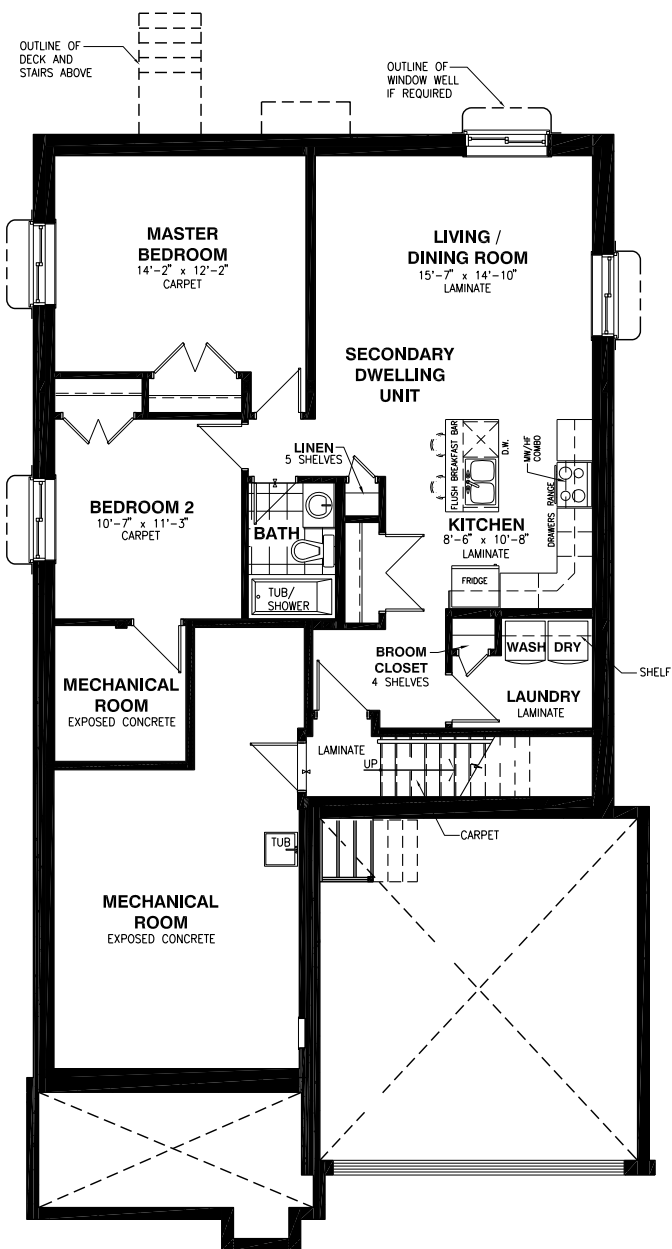 OUTLINE OF
DECK AND
STAIRS ABOVE
OUTLINE OF
WINDOW WELL
IF REQUIRED
MASTER
BEDROOM
14'-2" x 12'-2"
CARPET
LIVING /
DINING ROOM
15'-7" x 14'-10"
LAMINATE
SECONDARY
DWELLING
UNIT
LINEN
5 SHELVES
FLUSH BREAKFAST BAR
D.W.
MW/HF
COMBO
DRAWERS
RANGE
BEDROOM 2
10'-7" x 11'-3"
CARPET
BATH
TUB/
SHOWER
KITCHEN
8'-6" x 10'-8"
LAMINATE
FRIDGE
BROOM
CLOSET
4 SHELVES
WASH
DRY
SHELF
LAUNDRY
LAMINATE
MECHANICAL
ROOM
EXPOSED CONCRETE
LAMINATE
UP
CARPET
TUB
MECHANICAL
ROOM
EXPOSED CONCRETE